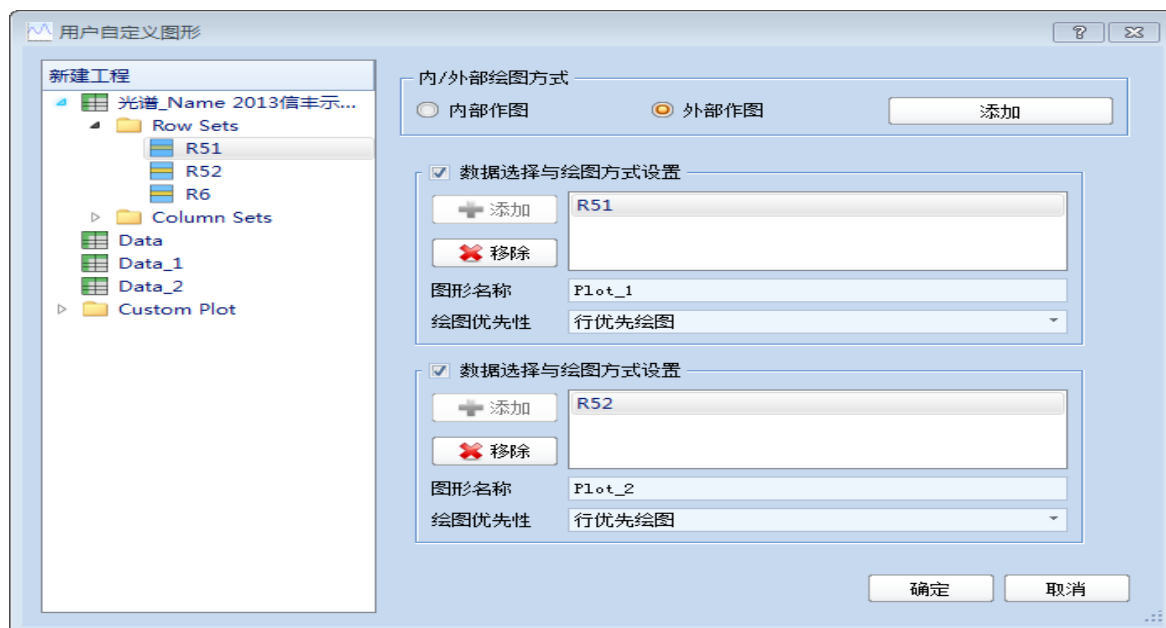 用户自定义图形
新建工程
光谱_Name 2013信丰示...
Row Sets
R51
R52
R6
Column Sets
Data
Data_1
Data_2
Custom Plot
内/外部绘图方式
内部作图 外部作图 添加
数据选择与绘图方式设置
添加 R51
移除
图形名称 Plot_1
绘图优先性 行优先绘图
数据选择与绘图方式设置
添加 R52
移除
图形名称 Plot_2
绘图优先性 行优先绘图
确定 取消